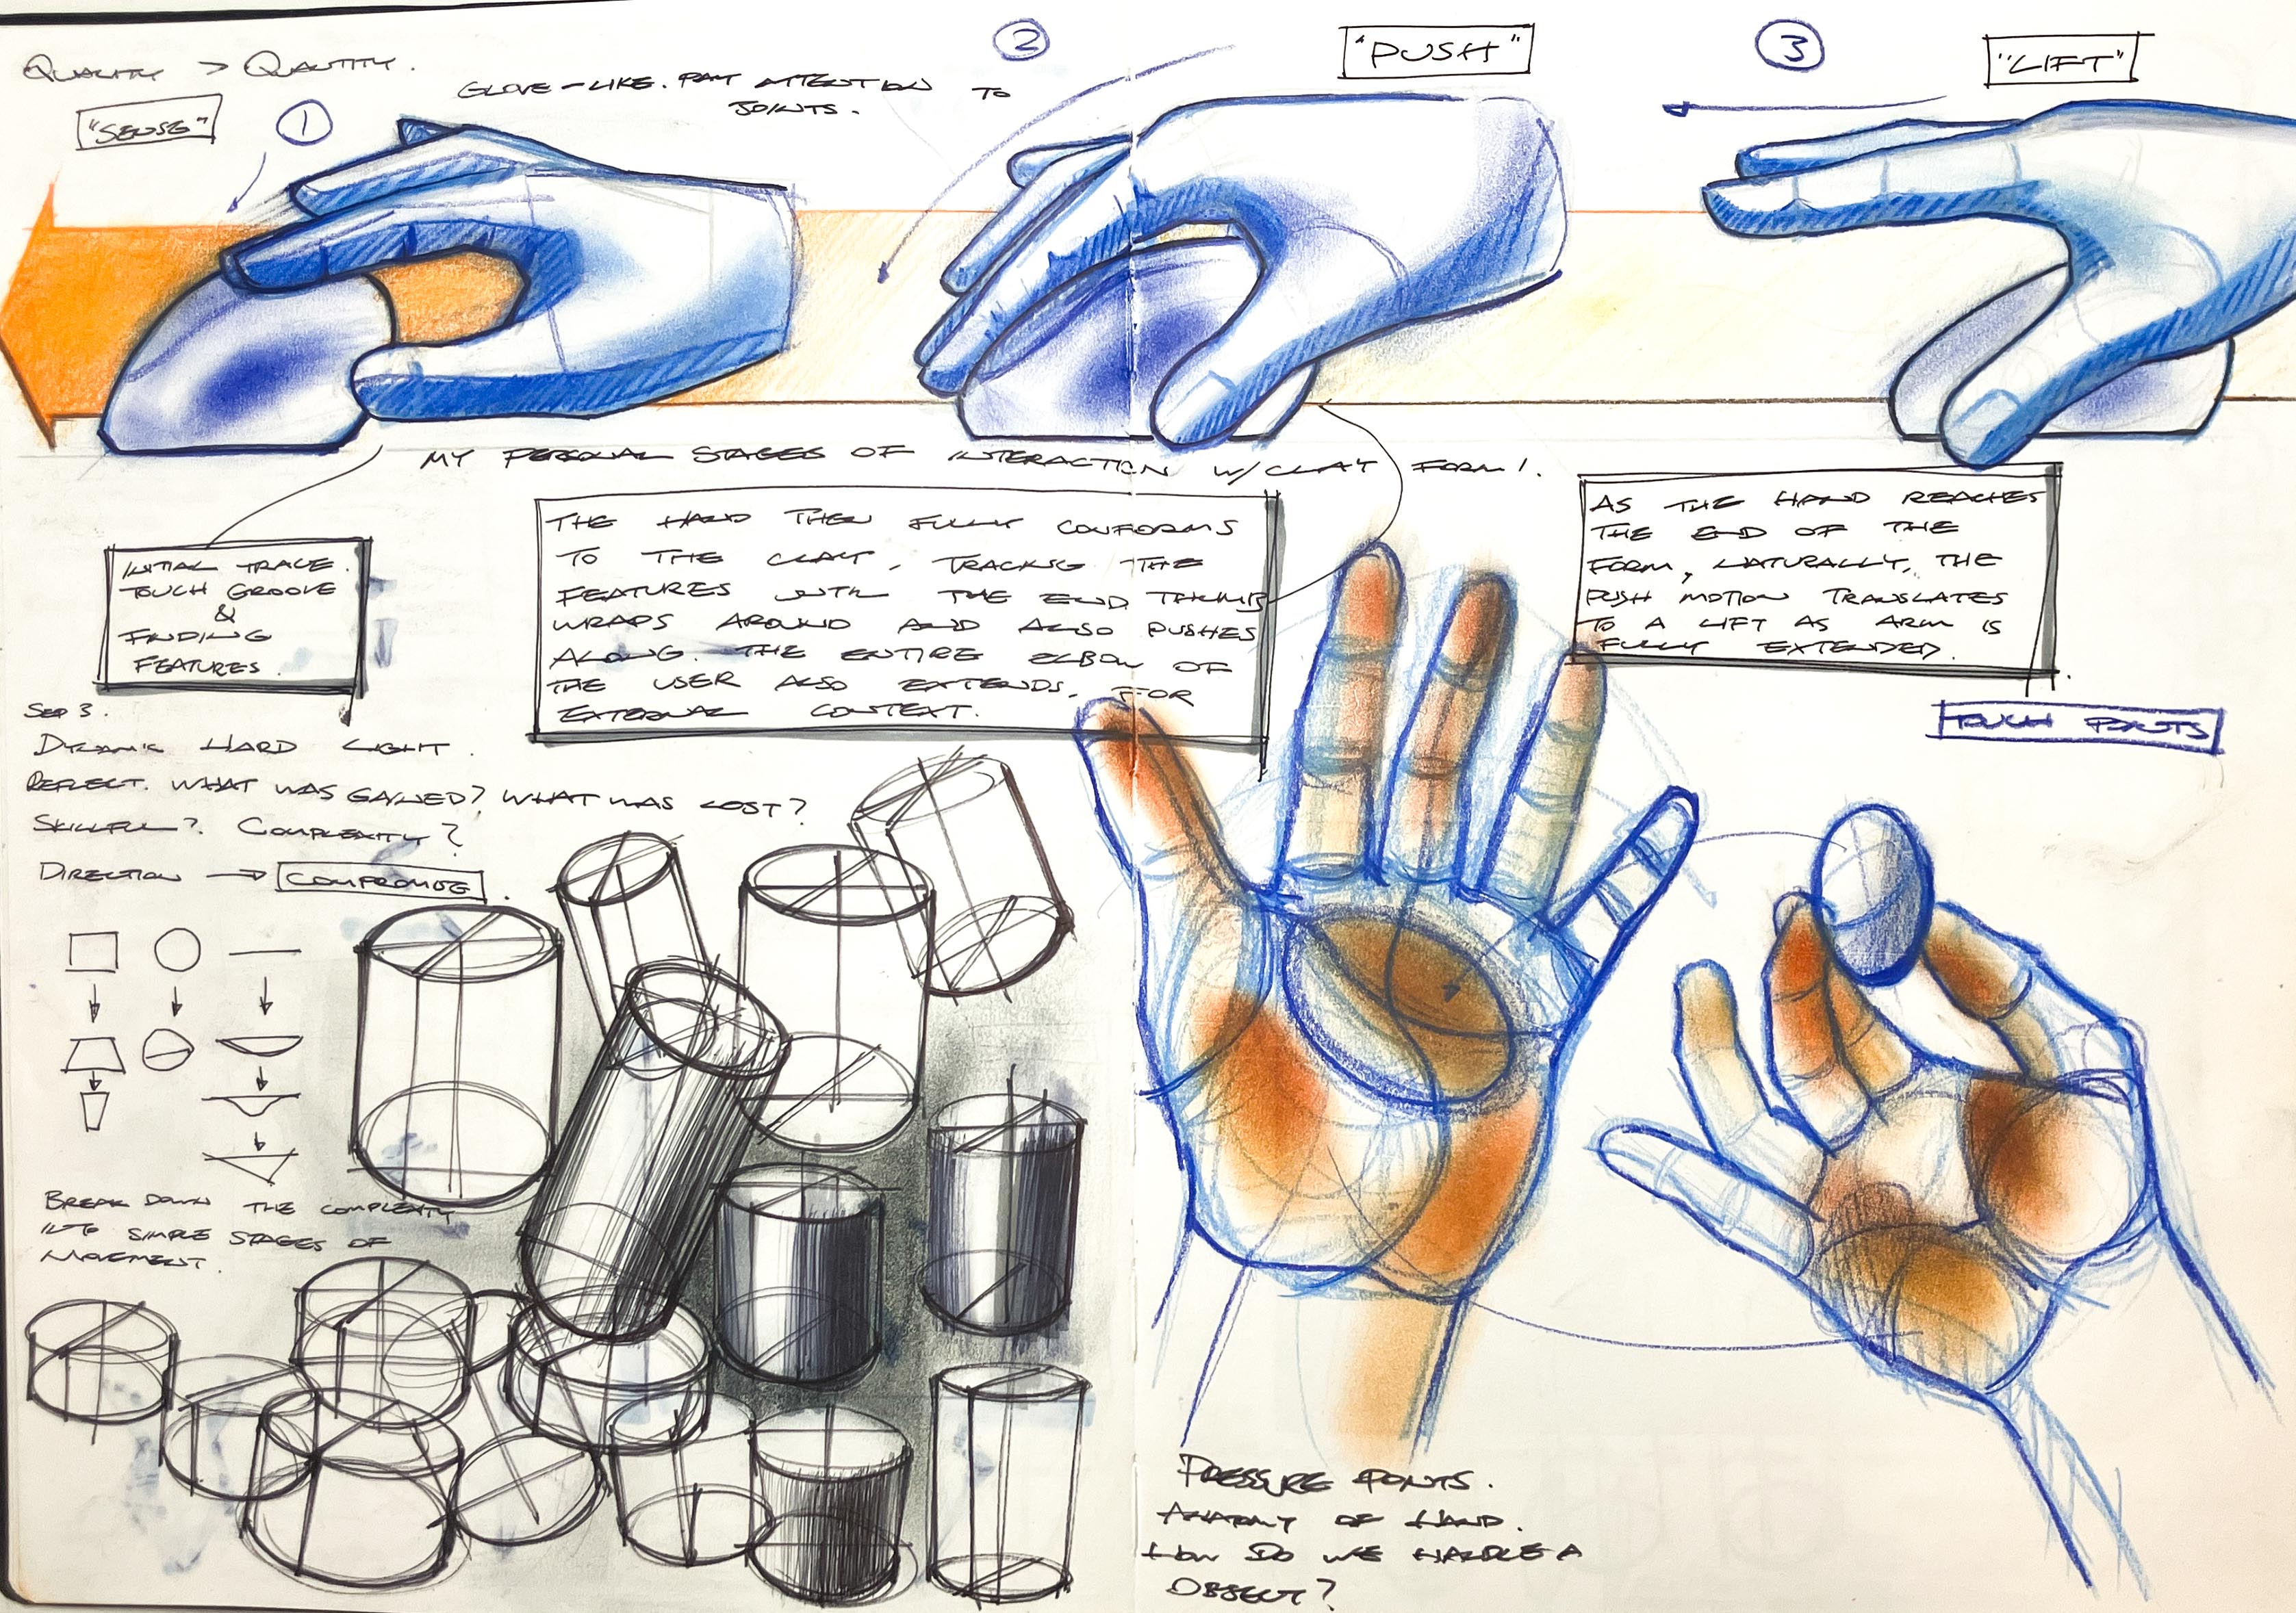 QUALITY > QUANTITY.
"SENSE"
1
GLOVE-LIKE. PAY ATTENTION TO
JOINTS.
2
"PUSH"
3
"LIFT"
MY PERSONAL STAGES OF INTERACTION W/CLAY FORM!
INITIAL TRACE.
TOUCH GROOVE
&
FINDING
FEATURES.
THE HAND THEN FULLY CONFORMS
TO THE CLAY, TRACKING THE
FEATURES WITH THE END. THUMB
WRAPS AROUND AND ALSO PUSHES
ALONG. THE ENTIRE ELBOW OF
THE USER ALSO EXTENDS, FOR
EXTERNAL CONTEXT.
AS THE HAND REACHES
THE END OF THE
FORM, NATURALLY, THE
PUSH MOTION TRANSLATES
TO A LIFT AS ARM IS
FULLY EXTENDED.
TOUCH POINTS
SEP 3.
DYNAMIC HARD LIGHT.
REFLECT. WHAT WAS GAINED? WHAT WAS LOST?
SKILLFUL? COMPLEXITY?
DIRECTION → COMPROMISE.
BREAK DOWN THE COMPLEXITY
INTO SIMPLE STAGES OF
MOVEMENT.
PRESSURE POINTS.
ANATOMY OF HAND.
HOW DO WE HANDLE A
OBJECT?